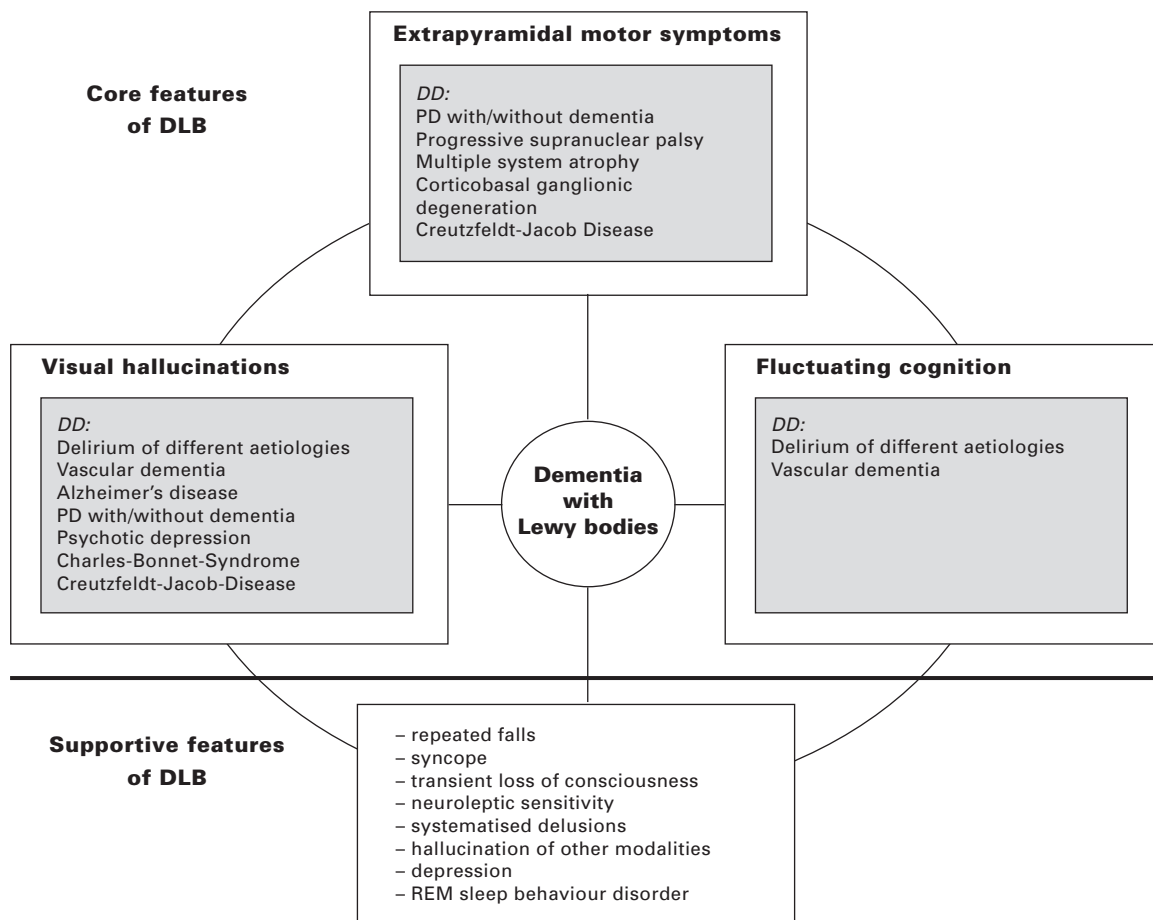 Extrapyramidal motor symptoms
DD:
PD with/without dementia
Progressive supranuclear palsy
Multiple system atrophy
Corticobasal ganglionic
degeneration
Creutzfeldt-Jacob Disease
Core features
of DLB
Visual hallucinations
DD:
Delirium of different aetiologies
Vascular dementia
Alzheimer's disease
PD with/without dementia
Psychotic depression
Charles-Bonnet-Syndrome
Creutzfeldt-Jacob-Disease
Dementia
with
Lewy bodies
Fluctuating cognition
DD:
Delirium of different aetiologies
Vascular dementia
Supportive features
of DLB
– repeated falls
– syncope
– transient loss of consciousness
– neuroleptic sensitivity
– systematised delusions
– hallucination of other modalities
– depression
– REM sleep behaviour disorder